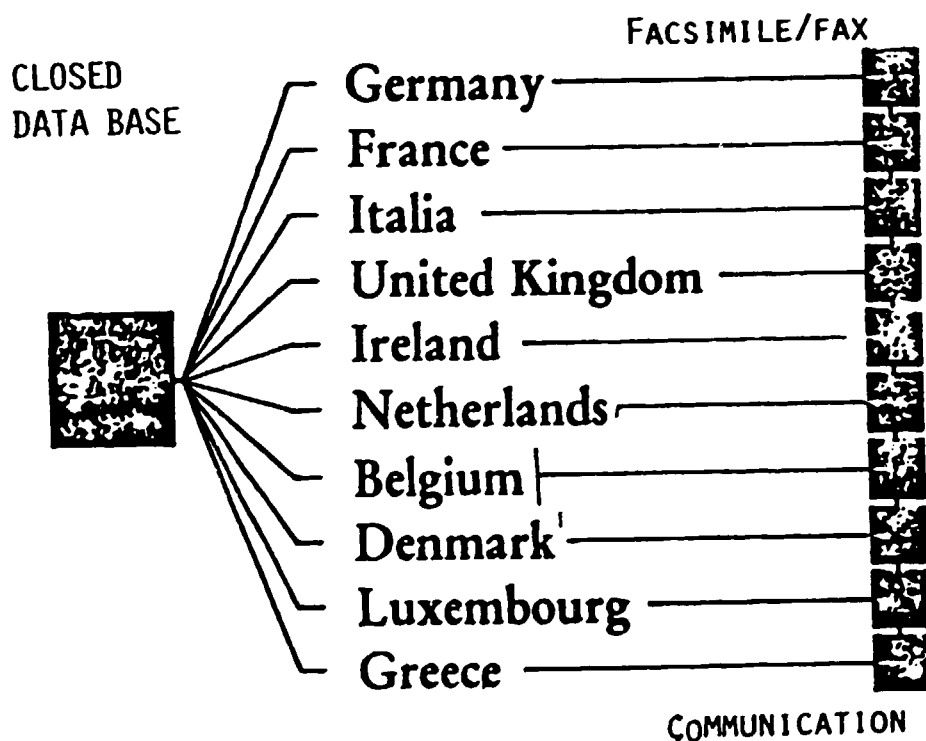 FACSIMILE/FAX
CLOSED
DATA BASE
Germany
France
Italia
United Kingdom
Ireland
Netherlands
Belgium
Denmark
Luxembourg
Greece
COMMUNICATION